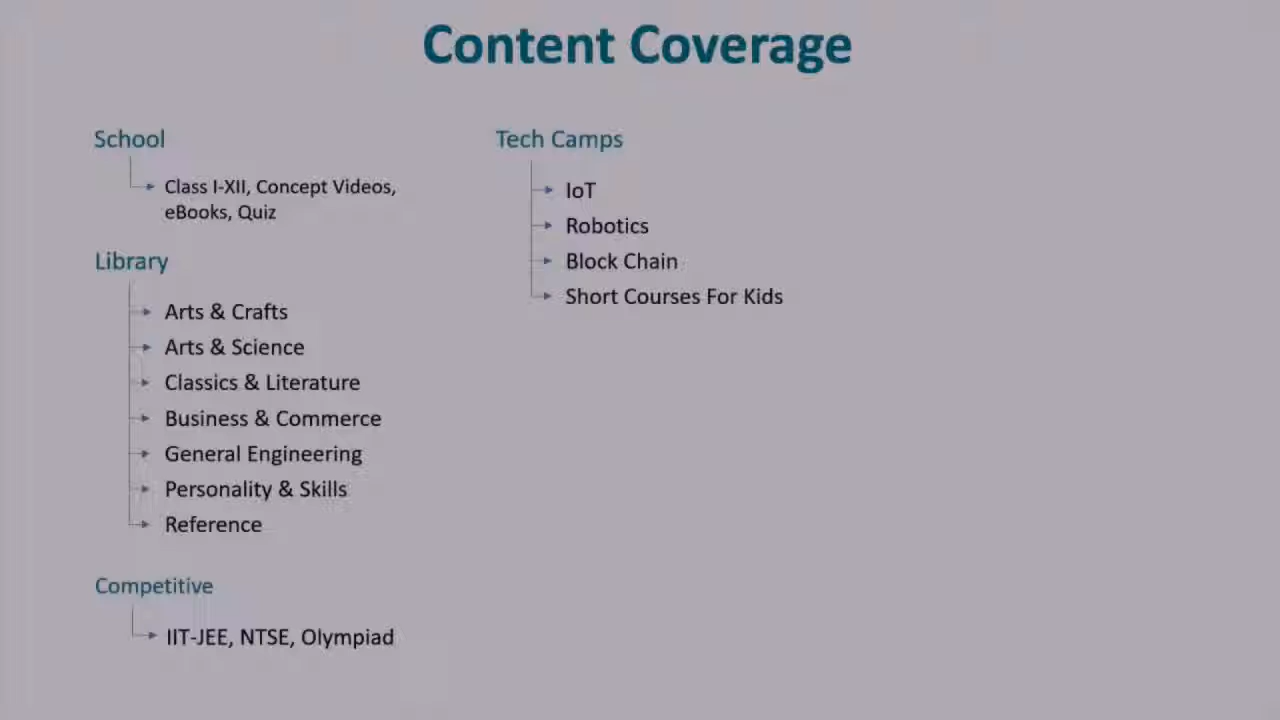 Content Coverage
School
Class I-XII, Concept Videos,
eBooks, Quiz
Library
Arts & Crafts
Arts & Science
Classics & Literature
Business & Commerce
General Engineering
Personality & Skills
Reference
Competitive
IIT-JEE, NTSE, Olympiad
Tech Camps
IoT
Robotics
Block Chain
Short Courses For Kids